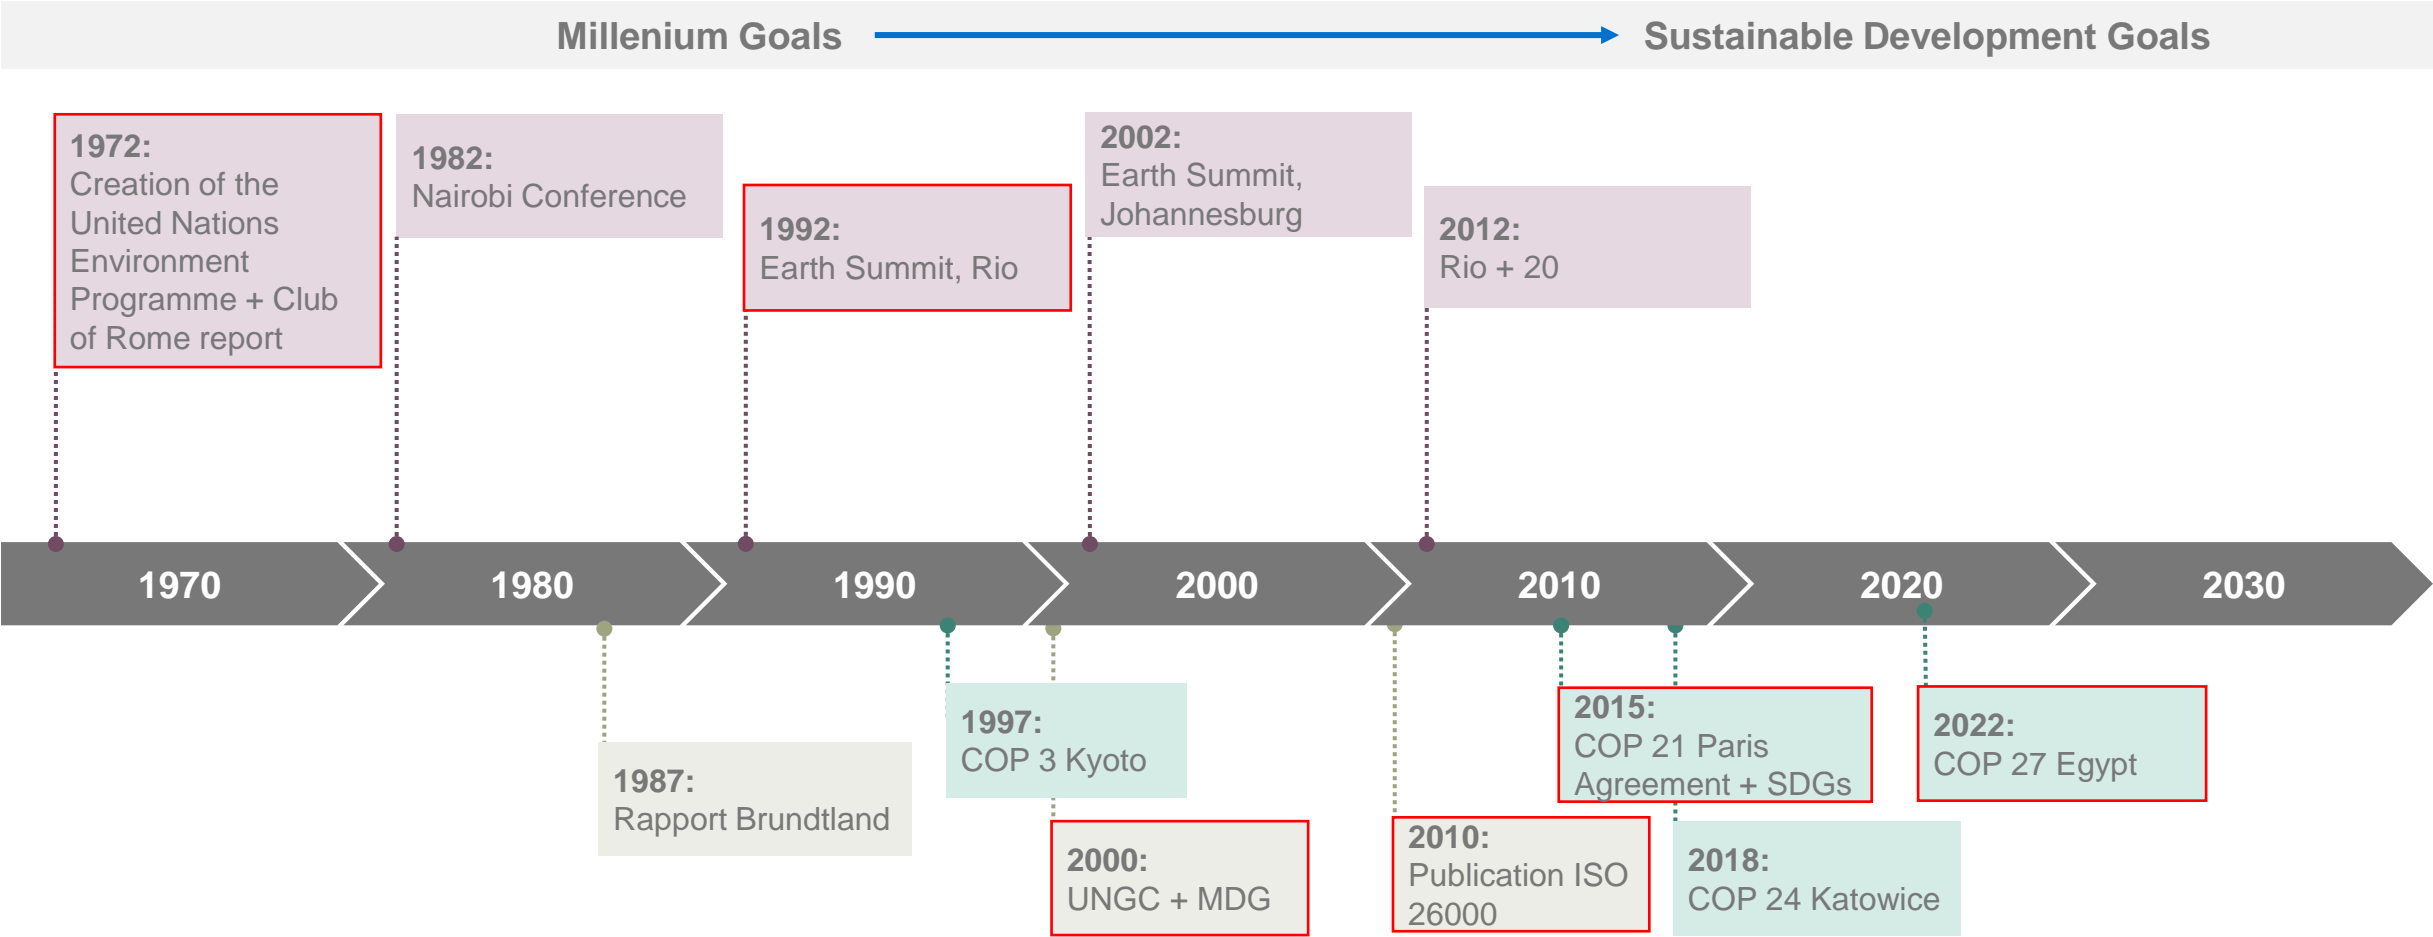 Millenium Goals
Sustainable Development Goals
1972:
Creation of the
United Nations
Environment
Programme + Club
of Rome report
1982:
Nairobi Conference
1992:
Earth Summit, Rio
2002:
Earth Summit,
Johannesburg
2012:
Rio + 20
1970
1980
1990
2000
2010
2020
2030
1987:
Rapport Brundtland
1997:
COP 3 Kyoto
2000:
UNGC + MDG
2010:
Publication ISO
26000
2015:
COP 21 Paris
Agreement + SDGs
2018:
COP 24 Katowice
2022:
COP 27 Egypt